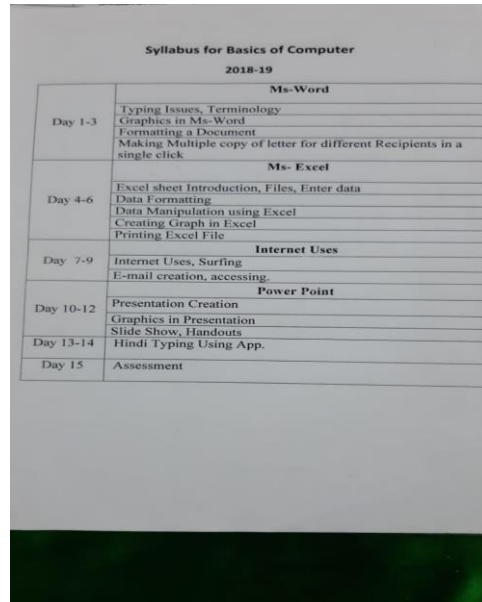 Syllabus for Basics of Computer
2018-19
Ms-Word
Day 1-3
Typing Issues, Terminology
Graphics in Ms-Word
Formatting a Document
Making Multiple copy of letter for different Recipients in a
single click
Ms- Excel
Day 4-6
Excel sheet Introduction, Files, Enter data
Data Formatting
Data Manipulation using Excel
Creating Graph in Excel
Printing Excel File
Internet Uses
Day 7-9
Internet Uses, Surfing
E-mail creation, accessing.
Power Point
Day 10-12
Presentation Creation
Graphics in Presentation
Slide Show, Handouts
Day 13-14
Hindi Typing Using App.
Day 15
Assessment